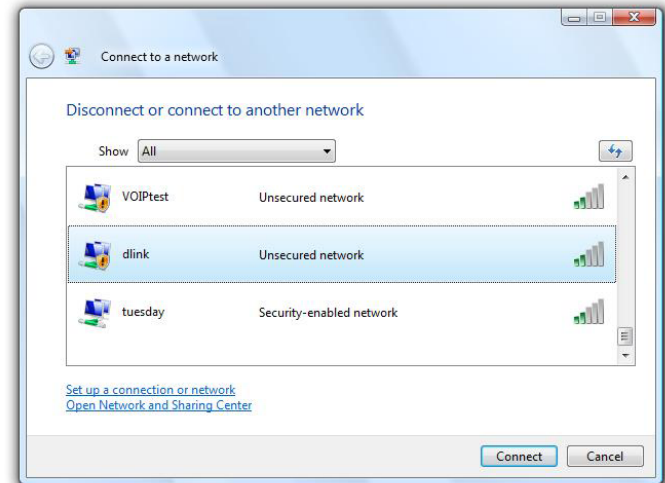 Connect to a network
Disconnect or connect to another network
Show All
VOIPtest Unsecured network
dlink Unsecured network
tuesday Security-enabled network
Set up a connection or network
Open Network and Sharing Center
Connect Cancel